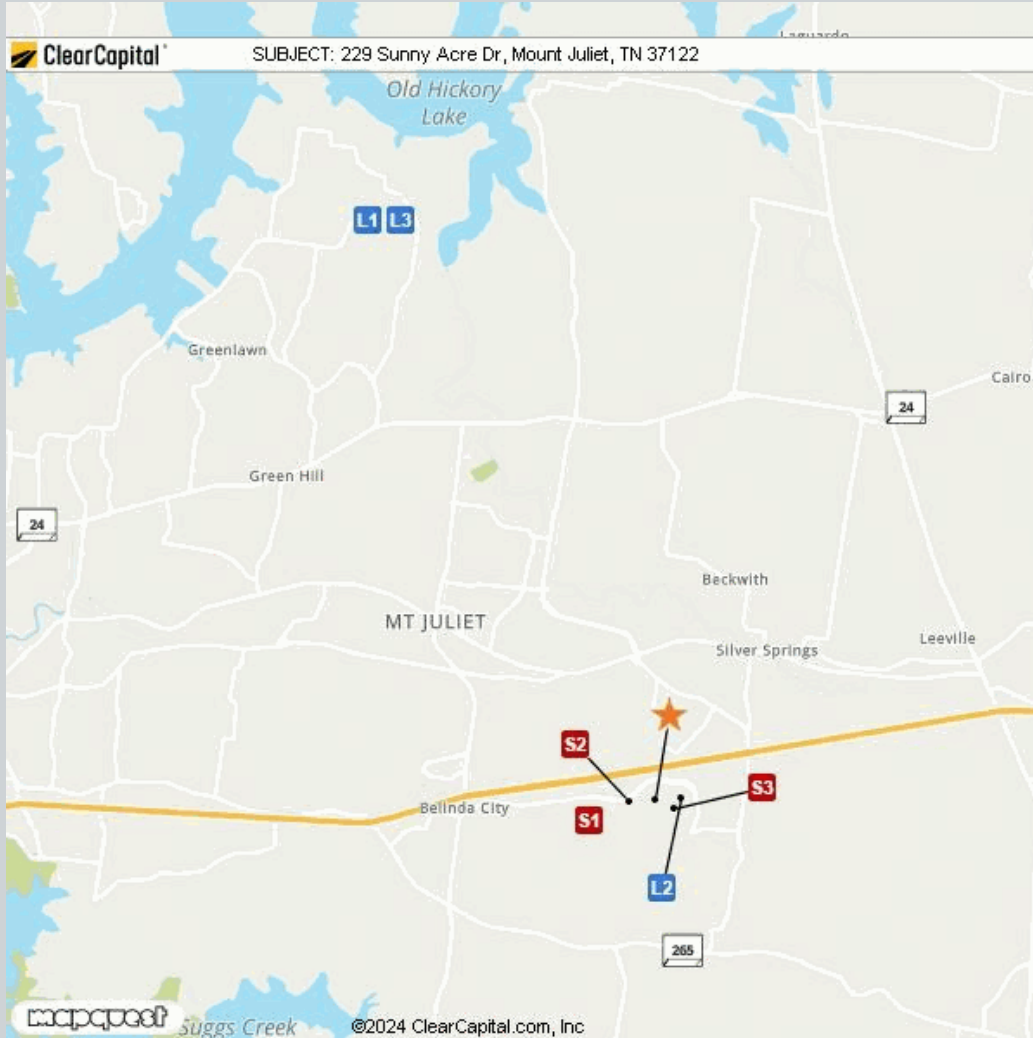 Laguardo
ClearCapital
SUBJECT: 229 Sunny Acre Dr, Mount Juliet, TN 37122
Old Hickory
Lake
L1 L3
Greenlawn
Cairo
24
Green Hill
24
Beckwith
MT JULIET
Leeville
Silver Springs
S2
S3
Belinda City
S1
L2
265
mapquest
Suggs Creek
©2024 ClearCapital.com, Inc